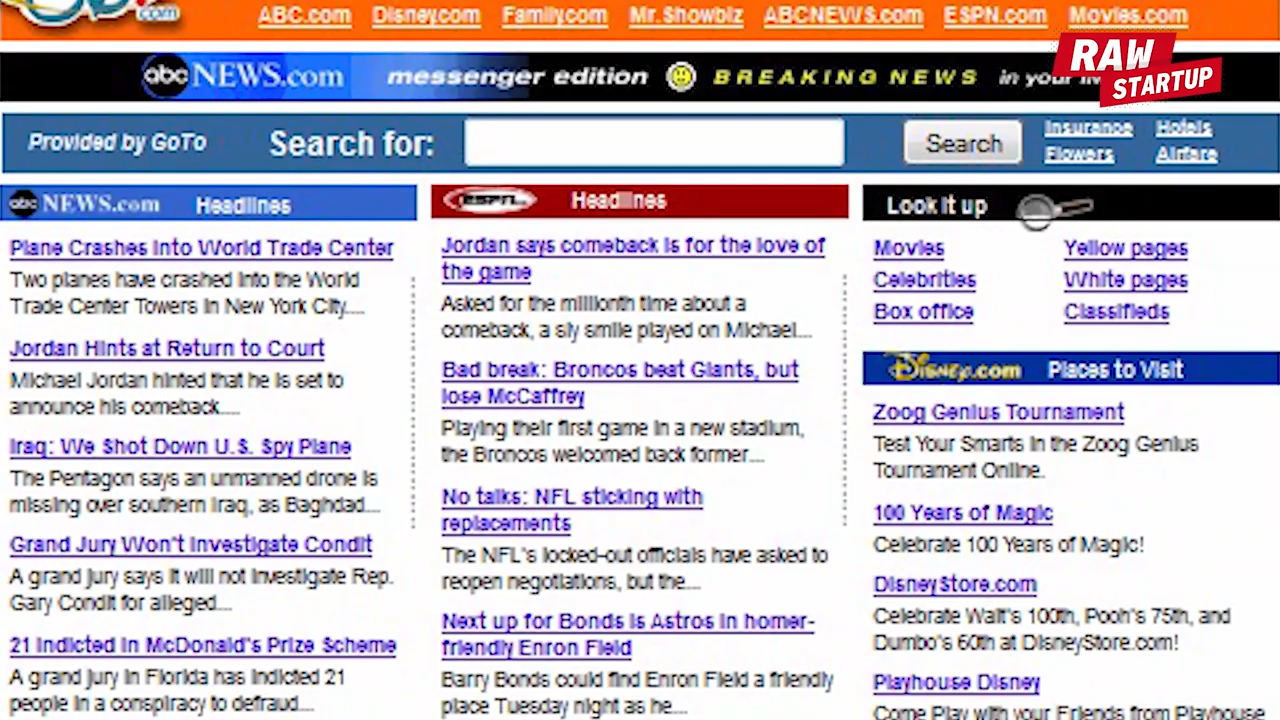 .com
ABC.com Disney.com Family.com Mr. Showbiz ABCNEWS.com ESPN.com Movies.com
RAW
STARTUP
abc NEWS.com messenger edition BREAKING NEWS in your
Provided by GoTo Search for: Search
Insurance Hotels
Flowers Airfare
abc NEWS.com Headlines
Plane Crashes Into World Trade Center
Two planes have crashed into the World
Trade Center Towers in New York City....
Jordan Hints at Return to Court
Michael Jordan hinted that he is set to
announce his comeback....
Iraq: We Shot Down U.S. Spy Plane
The Pentagon says an unmanned drone is
missing over southern Iraq, as Baghdad...
Grand Jury Won't Investigate Condit
A grand jury says it will not investigate Rep.
Gary Condit for alleged...
21 Indicted in McDonald's Prize Scheme
A grand jury in Florida has indicted 21
people in a conspiracy to defraud....
ESPN Headlines
Jordan says comeback is for the love of
the game
Asked for the millionth time about a
comeback, a sly smile played on Michael...
Bad break: Broncos beat Giants, but
lose McCaffrey
Playing their first game in a new stadium,
the Broncos welcomed back former...
No talks: NFL sticking with
replacements
The NFL's locked-out officials have asked to
reopen negotiations, but the...
Next up for Bonds is Astros in homer-
friendly Enron Field
Barry Bonds could find Enron Field a friendly
place Tuesday night as he...
Look it up
Movies Yellow pages
Celebrities White pages
Box office Classifieds
Disney.com Places to Visit
Zoog Genius Tournament
Test Your Smarts in the Zoog Genius
Tournament Online.
100 Years of Magic
Celebrate 100 Years of Magic!
DisneyStore.com
Celebrate Walt's 100th, Pooh's 75th, and
Dumbo's 60th at DisneyStore.com!
Playhouse Disney
Come Play with your Friends from Playhouse